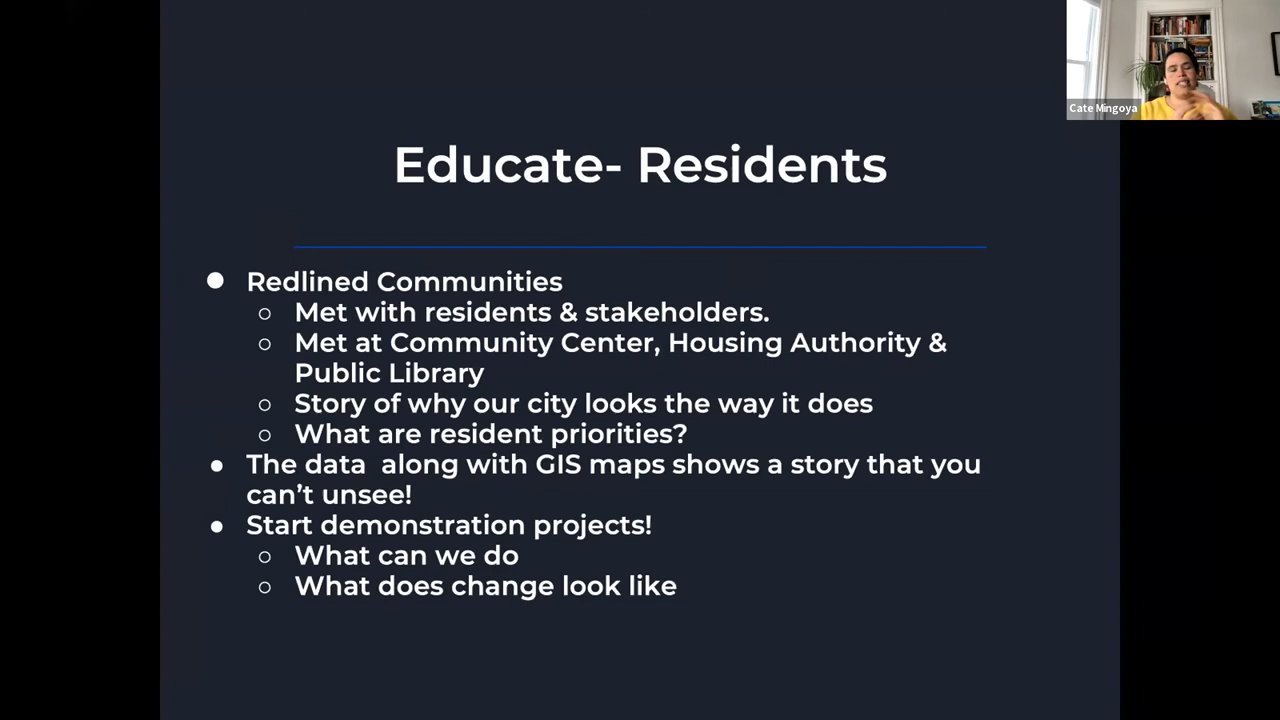 Cate Mingoya
Educate- Residents
● Redlined Communities
○ Met with residents & stakeholders.
○ Met at Community Center, Housing Authority &
Public Library
○ Story of why our city looks the way it does
○ What are resident priorities?
● The data  along with GIS maps shows a story that you
can’t unsee!
● Start demonstration projects!
○ What can we do
○ What does change look like